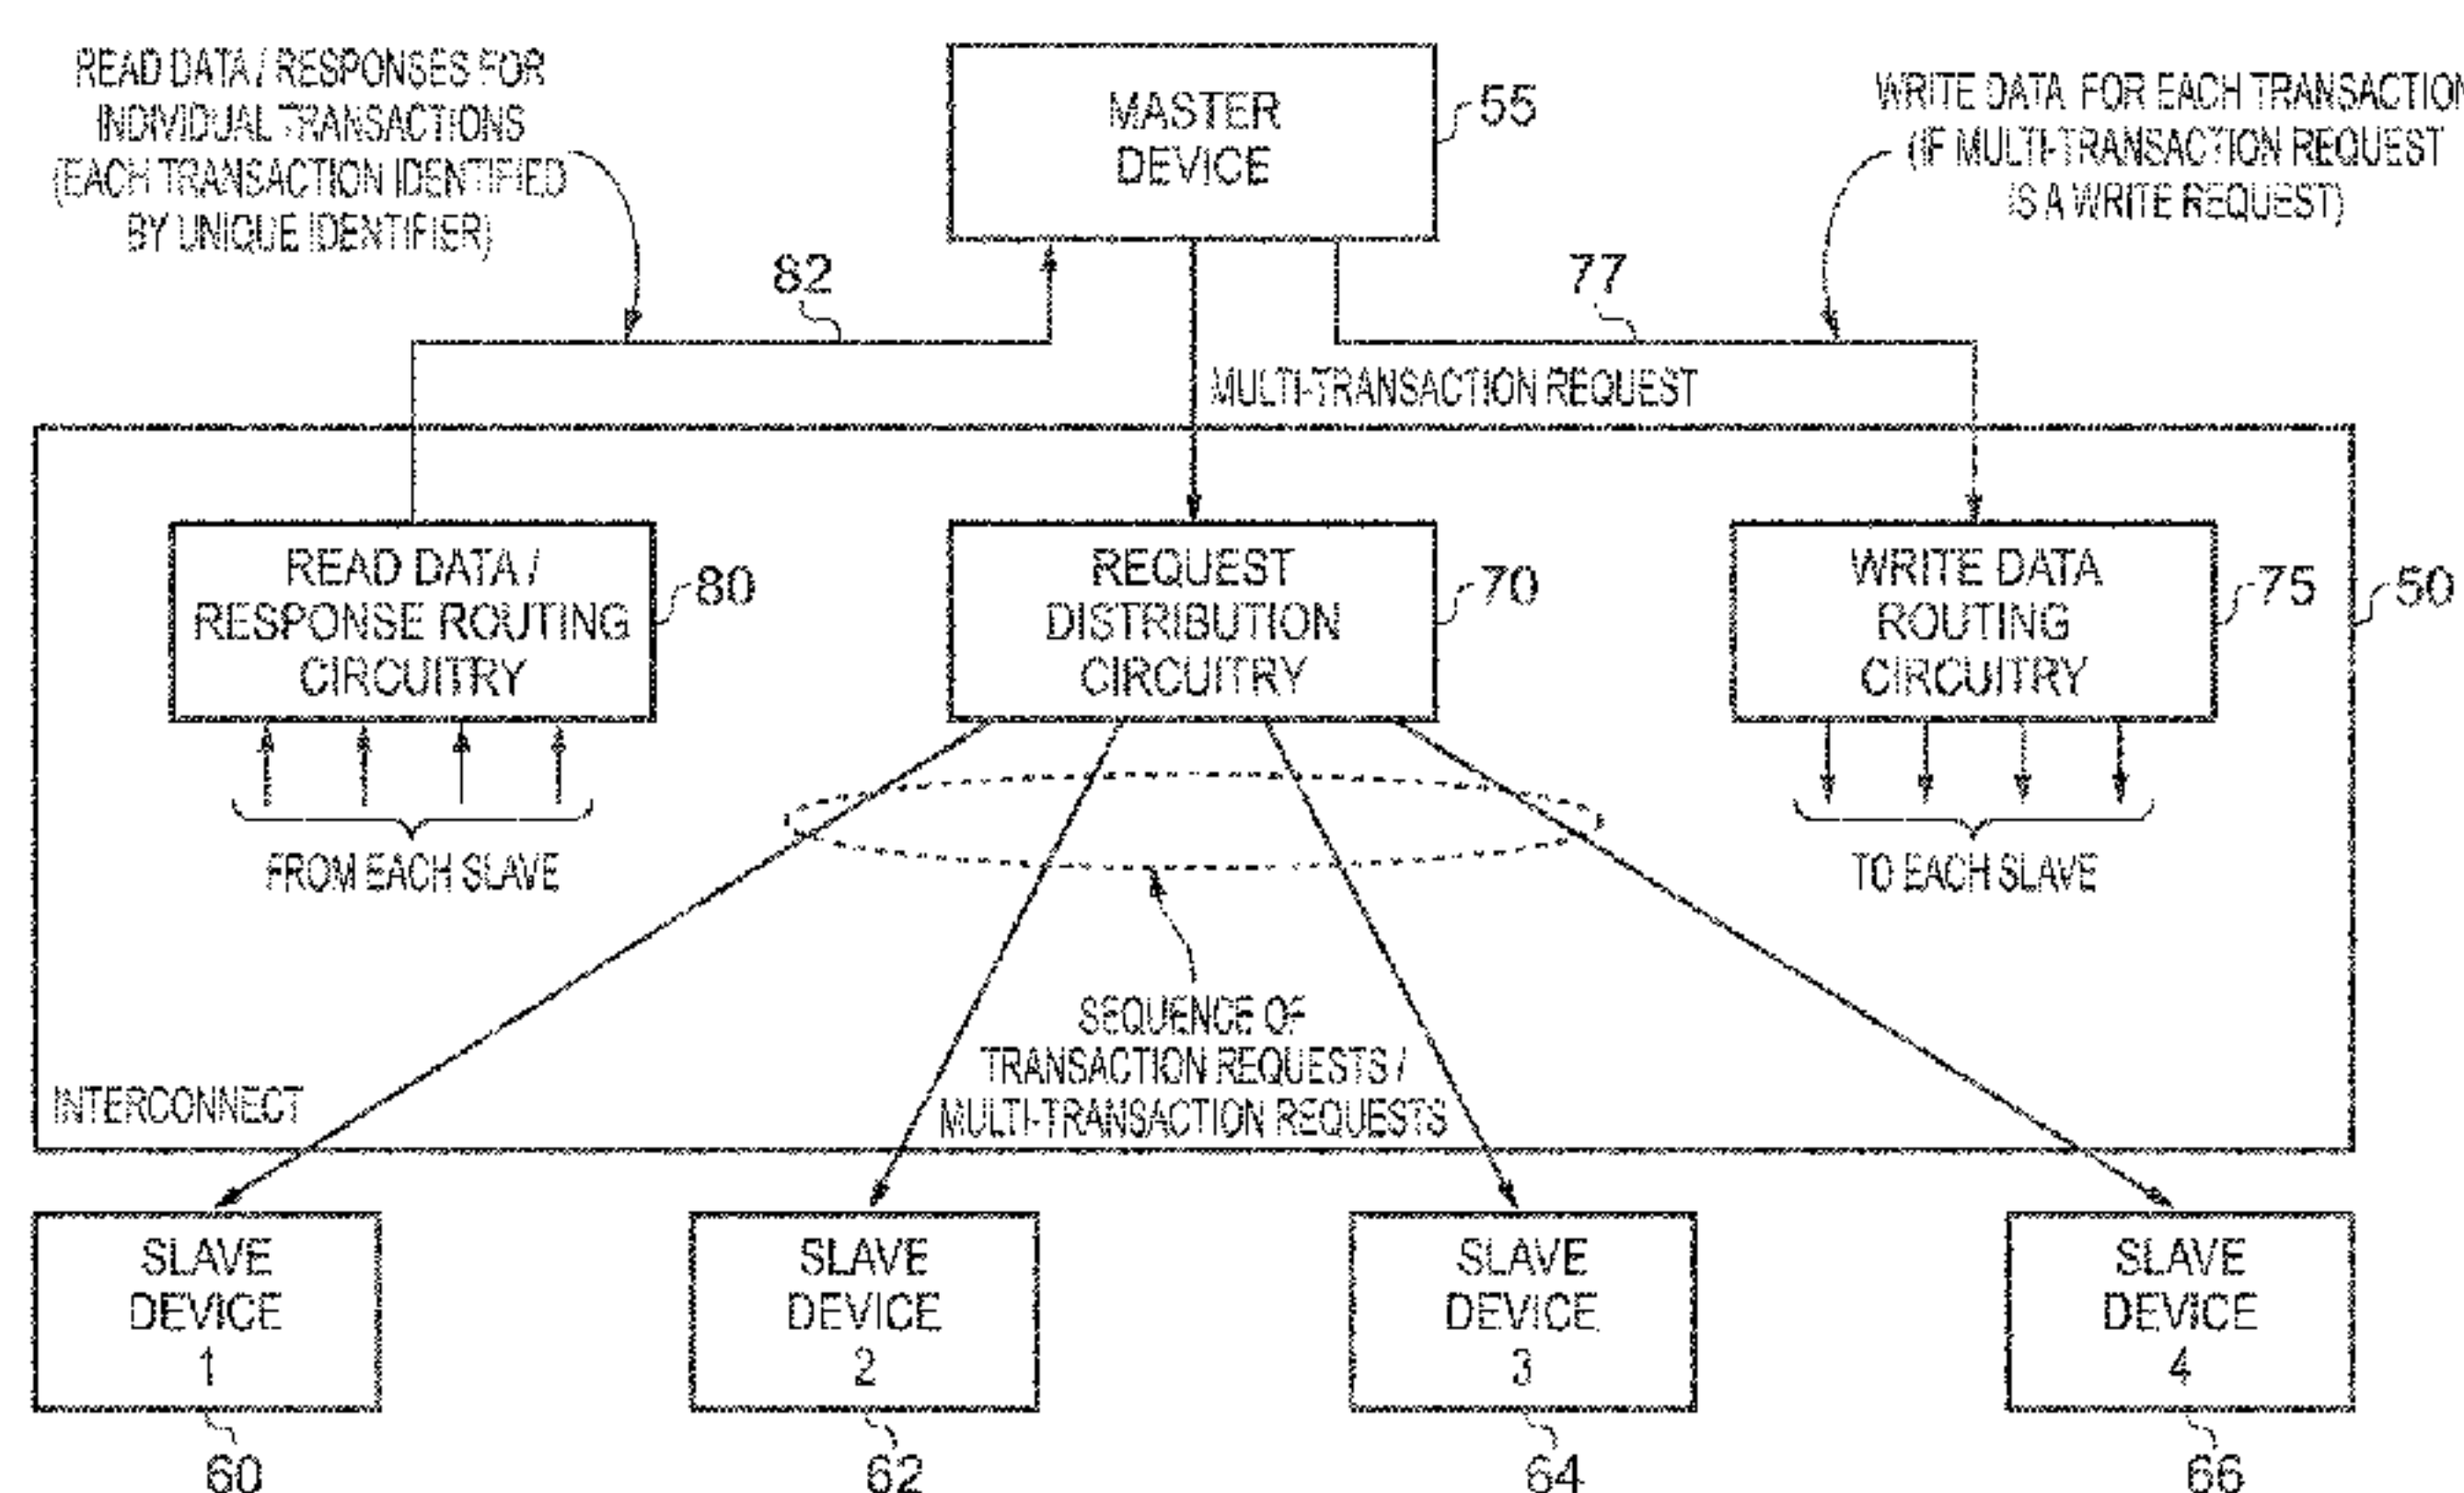 READ DATA / RESPONSES FOR
INDIVIDUAL TRANSACTIONS
(EACH TRANSACTION IDENTIFIED
BY UNIQUE IDENTIFIER)
MASTER
DEVICE
55
WRITE DATA FOR EACH TRANSACTION
(IF MULTI-TRANSACTION REQUEST
IS A WRITE REQUEST)
82
77
MULTI-TRANSACTION REQUEST
READ DATA /
RESPONSE ROUTING
CIRCUITRY
80
REQUEST
DISTRIBUTION
CIRCUITRY
70
WRITE DATA
ROUTING
CIRCUITRY
75
50
FROM EACH SLAVE
TO EACH SLAVE
SEQUENCE OF
TRANSACTION REQUESTS /
MULTI-TRANSACTION REQUESTS
INTERCONNECT
SLAVE
DEVICE
1
SLAVE
DEVICE
2
SLAVE
DEVICE
3
SLAVE
DEVICE
4
60
62
64
66